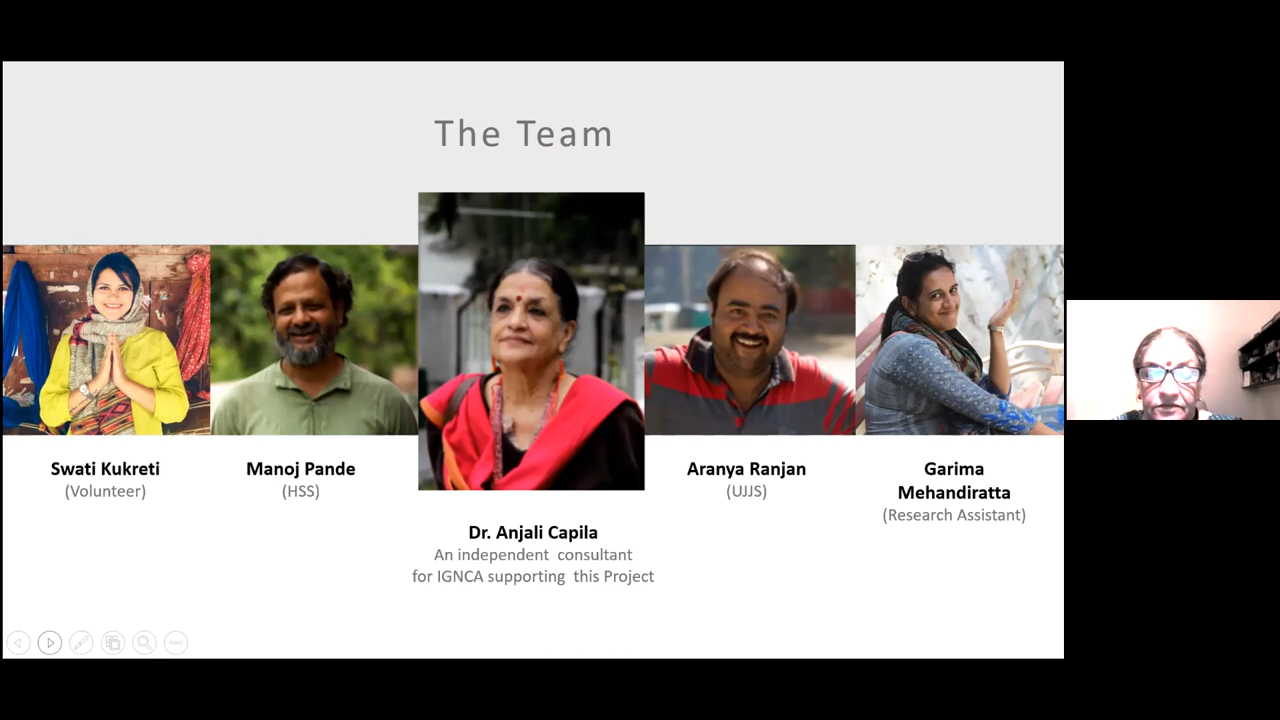 The Team
Swati Kukreti
(Volunteer)
Manoj Pande
(HSS)
Dr. Anjali Capila
An independent consultant
for IGNCA supporting this Project
Aranya Ranjan
(UJJS)
Garima
Mehandiratta
(Research Assistant)